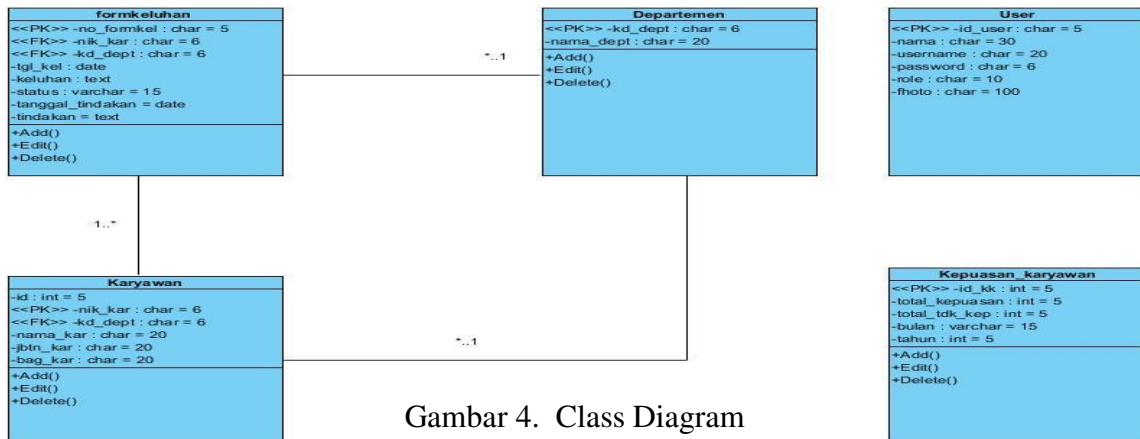 formkeluhan
<<PK>> -no_formkel : char = 5
<<FK>> -nik_kar : char = 6
<<FK>> -kd_dept : char = 6
-tgl_kel : date
-keluhan : text
-status : varchar = 15
-tanggal_tindakan = date
-tindakan = text
+Add()
+Edit()
+Delete()
*..1
Departemen
<<PK>> -kd_dept : char = 6
-nama_dept : char = 20
+Add()
+Edit()
+Delete()
User
<<PK>> -id_user : char = 5
-nama : char = 30
-username : char = 20
-password : char = 6
-role : char = 10
-fhoto : char = 100
1..*
Karyawan
-id : int = 5
<<PK>> -nik_kar : char = 6
<<FK>> -kd_dept : char = 6
-nama_kar : char = 20
-jbtn_kar : char = 20
-bag_kar : char = 20
+Add()
+Edit()
+Delete()
*..1
Kepuasan_karyawan
<<PK>> -id_kk : int = 5
-total_kepuasan : int = 5
-total_tdk_kep : int = 5
-bulan : varchar = 15
-tahun : int = 5
+Add()
+Edit()
+Delete()
Gambar 4. Class Diagram